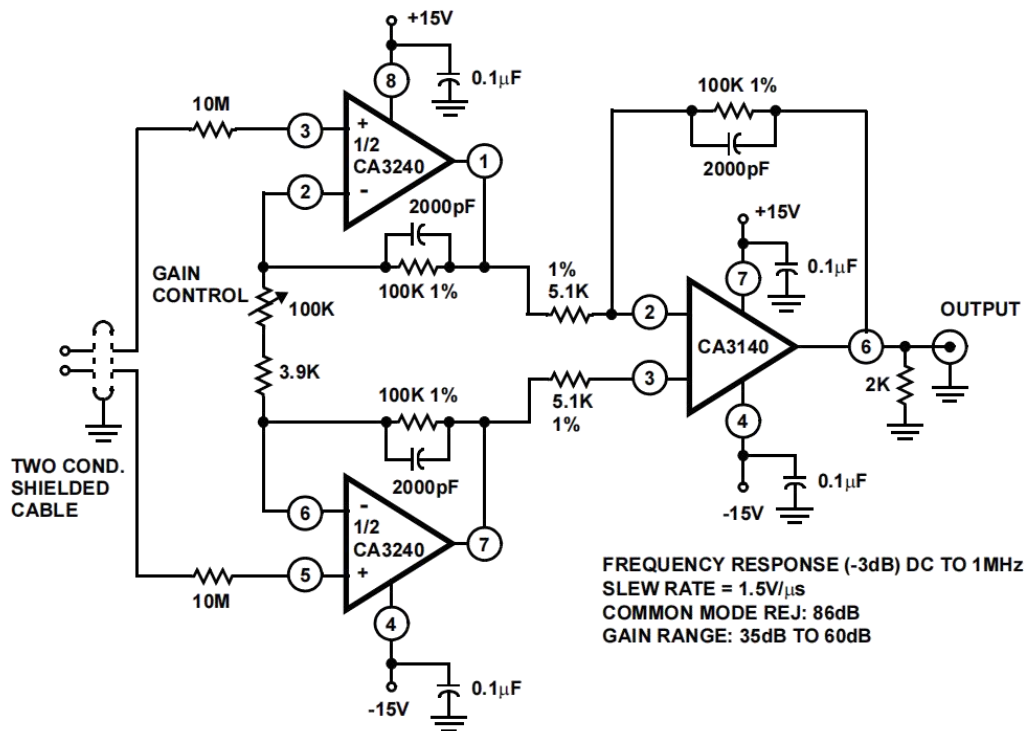 +15V
8
0.1µF
10M
3
+
1/2
CA3240
1
2
-
2000pF
100K 1%
GAIN
CONTROL
100K
3.9K
100K 1%
2000pF
TWO COND.
SHIELDED
CABLE
6
-
1/2
CA3240
7
5
+
10M
4
-15V
0.1µF
100K 1%
2000pF
+15V
7
0.1µF
1%
5.1K
2
CA3140
3
5.1K
1%
6
OUTPUT
2K
4
-15V
0.1µF
FREQUENCY RESPONSE (-3dB) DC TO 1MHz
SLEW RATE = 1.5V/µs
COMMON MODE REJ: 86dB
GAIN RANGE: 35dB TO 60dB